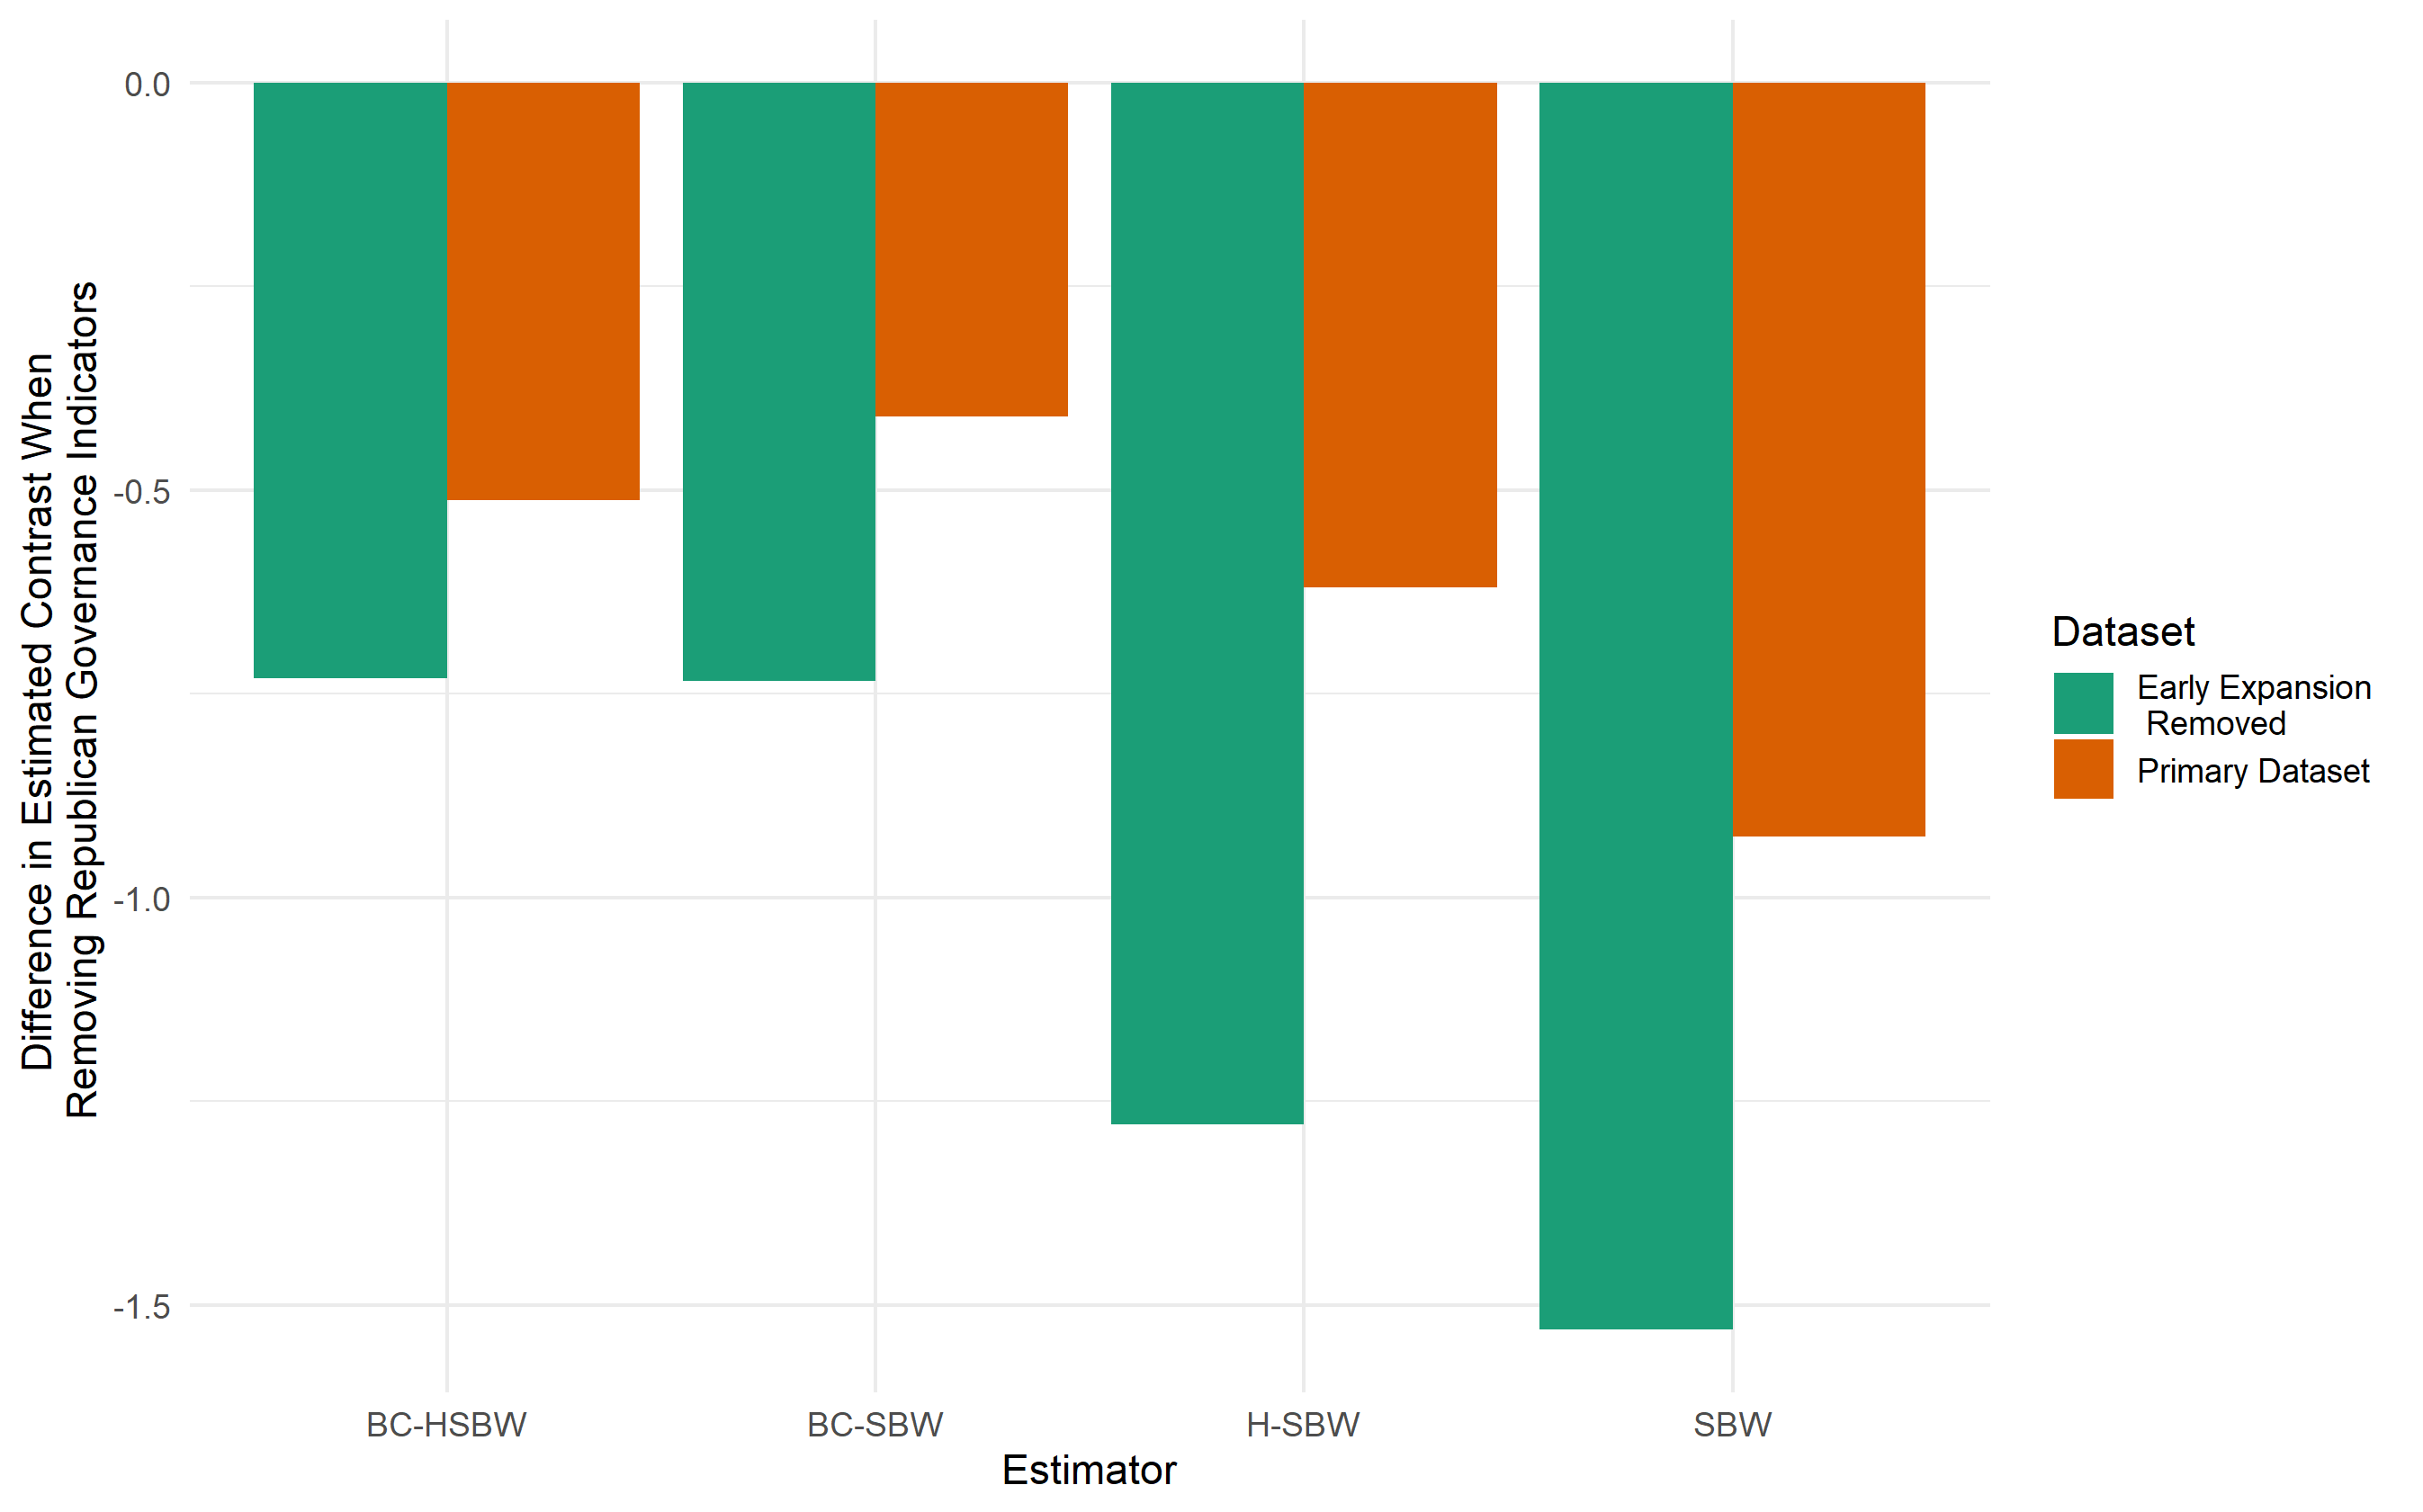 Difference in Estimated Contrast When
Removing Republican Governance Indicators
0.0
-0.5
-1.0
-1.5
BC-HSBW
BC-SBW
H-SBW
SBW
Estimator
Dataset
Early Expansion
Removed
Primary Dataset